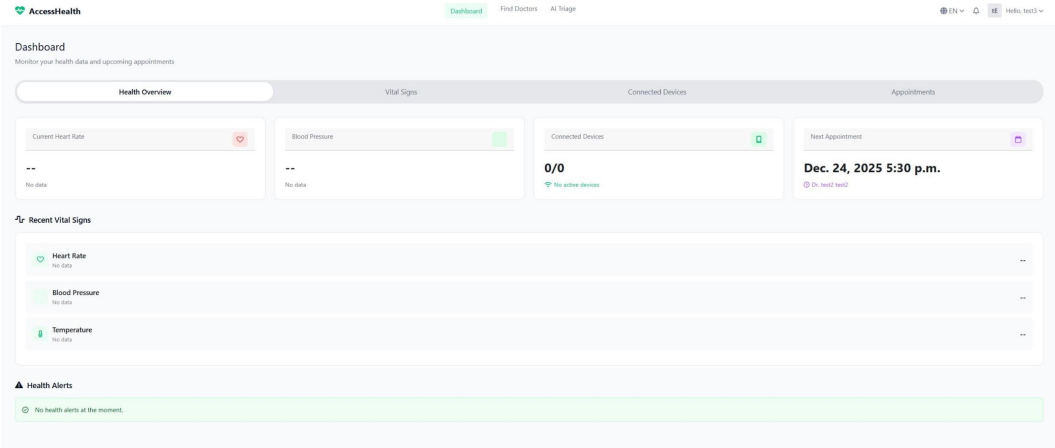 AccessHealth
Dashboard Find Doctors AI Triage
EN
tE Hello, test3
Dashboard
Monitor your health data and upcoming appointments
Health Overview Vital Signs Connected Devices Appointments
Current Heart Rate
--
No data
Blood Pressure
--
No data
Connected Devices
0/0
No active devices
Next Appointment
Dec. 24, 2025 5:30 p.m.
Dr. test2 test2
Recent Vital Signs
Heart Rate
No data
--
Blood Pressure
No data
--
Temperature
No data
--
Health Alerts
No health alerts at the moment.